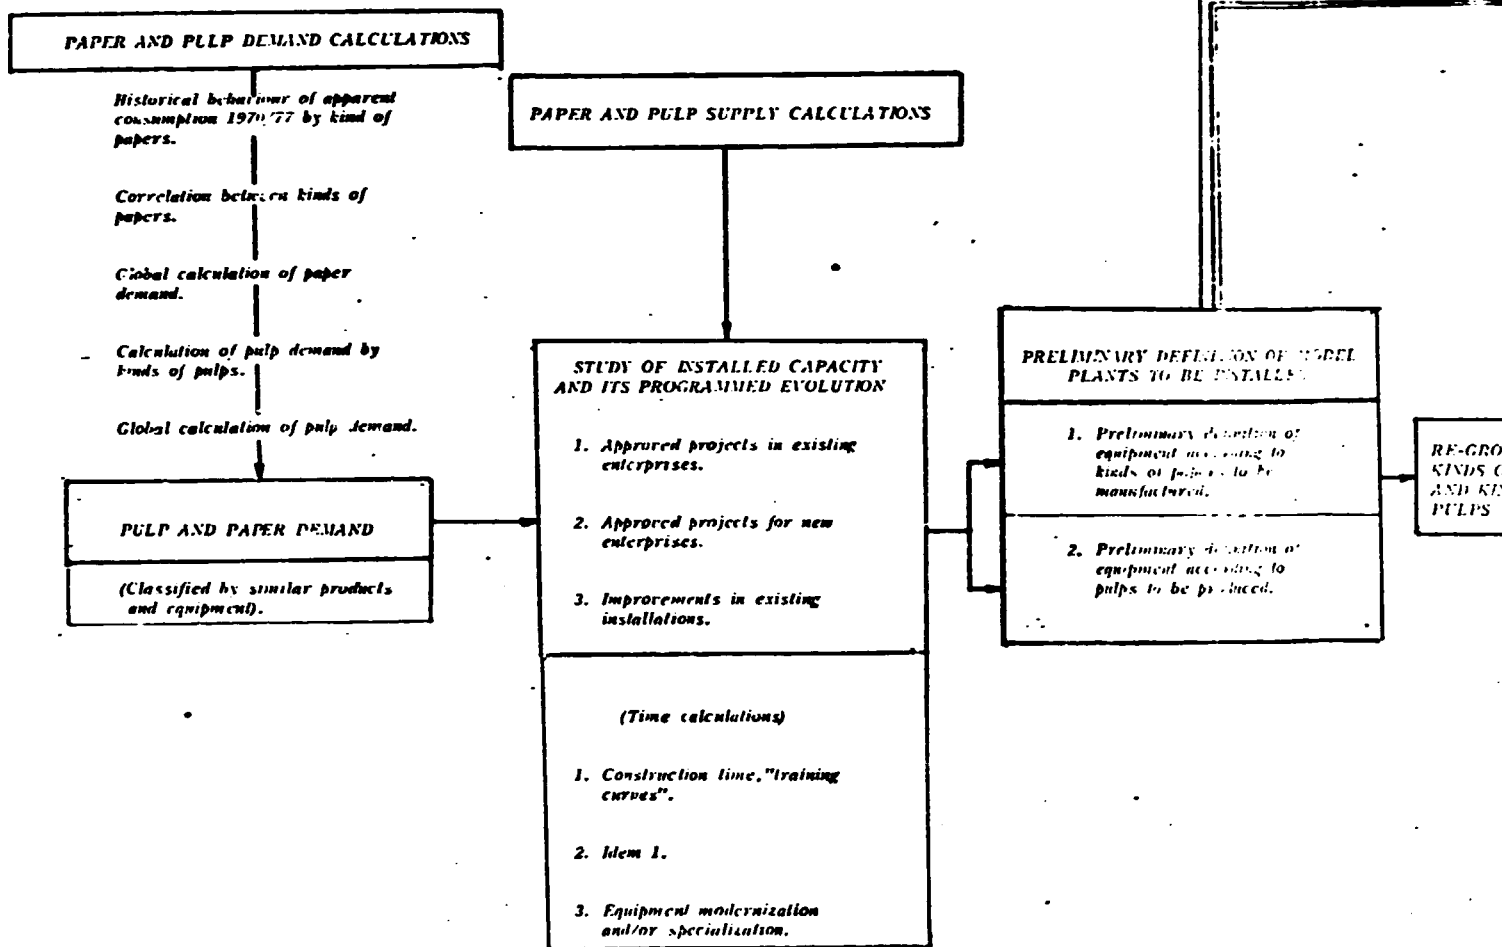 PAPER AND PULP DEMAND CALCULATIONS
Historical behaviour of apparent
consumption 1970/77 by kind of
papers.
Correlation between kinds of
papers.
Global calculation of paper
demand.
Calculation of pulp demand by
kinds of pulps.
Global calculation of pulp demand.
PULP AND PAPER DEMAND
(Classified by similar products
and equipment).
PAPER AND PULP SUPPLY CALCULATIONS
STUDY OF INSTALLED CAPACITY
AND ITS PROGRAMMED EVOLUTION
1. Approved projects in existing
enterprises.
2. Approved projects for new
enterprises.
3. Improvements in existing
installations.
(Time calculations)
1. Construction time, "training
curves".
2. Idem 1.
3. Equipment modernization
and/or specialization.
PRELIMINARY DEFINITION OF MODEL
PLANTS TO BE INSTALLED
1. Preliminary definition of
equipment according to
kinds of papers to be
manufactured.
2. Preliminary definition of
equipment according to
pulps to be produced.
RE-GRO
KINDS O
AND KIN
PULPS